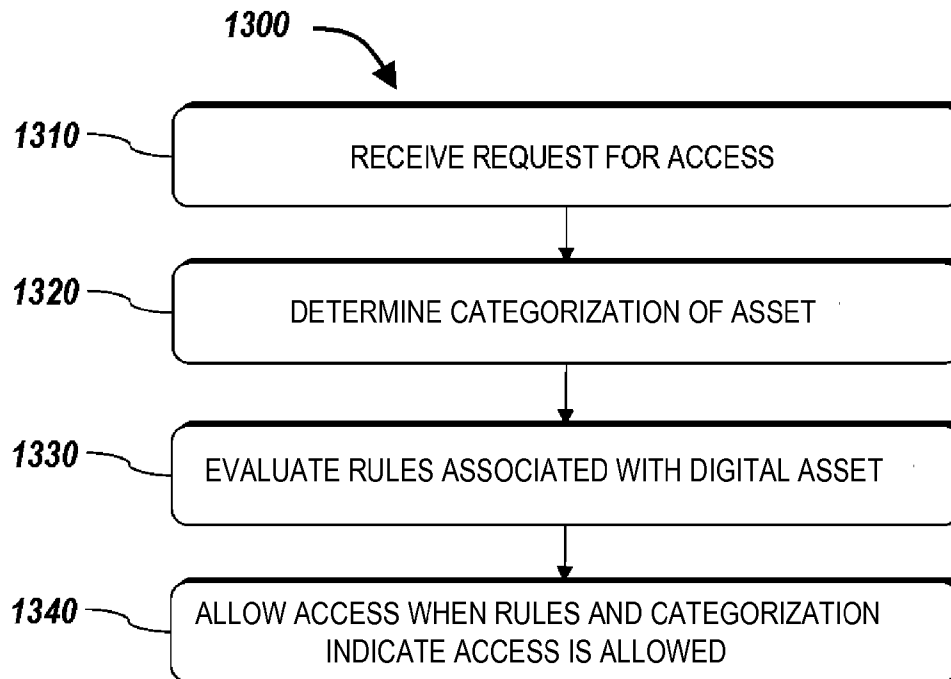 1300
1310
RECEIVE REQUEST FOR ACCESS
1320
DETERMINE CATEGORIZATION OF ASSET
1330
EVALUATE RULES ASSOCIATED WITH DIGITAL ASSET
1340
ALLOW ACCESS WHEN RULES AND CATEGORIZATION
INDICATE ACCESS IS ALLOWED